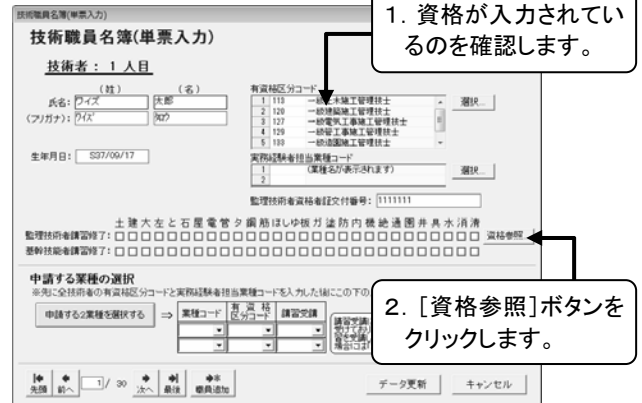 技術職員名簿(単票入力)
技術職員名簿(単票入力)
1．資格が入力されてい
るのを確認します。
技術者： 1 人目
(姓) (名)
氏名: ワイズ 太郎
(フリガナ): ワイズ タロウ
生年月日: S37/09/17
有資格区分コード
1 113 一級土木施工管理技士
2 120 一級建築施工管理技士
3 127 一級電気工事施工管理技士
4 129 一級管工事施工管理技士
5 133 一級造園施工管理技士
選択...
実務経験者担当業種コード
1 (業種名が表示されます)
2
選択...
監理技術者資格者証交付番号: 1111111
土 建 大 左 と 石 屋 電 管 タ 鋼 筋 ほ しゅ 板 ガ 塗 防 内 機 絶 通 園 井 具 水 消 清
監理技術者講習修了:
資格参照
基幹技能者講習修了:
申請する業種の選択
※先に全技術者の有資格区分コードと実務経験者担当業種コードを入力した後にこの下の
申請する2業種を選択する ⇒ 業種コード 有資格区分コード 講習受講
2．[資格参照]ボタンを
クリックします。
先頭 前へ 1 / 30 次へ 最後 職員追加
データ更新 キャンセル